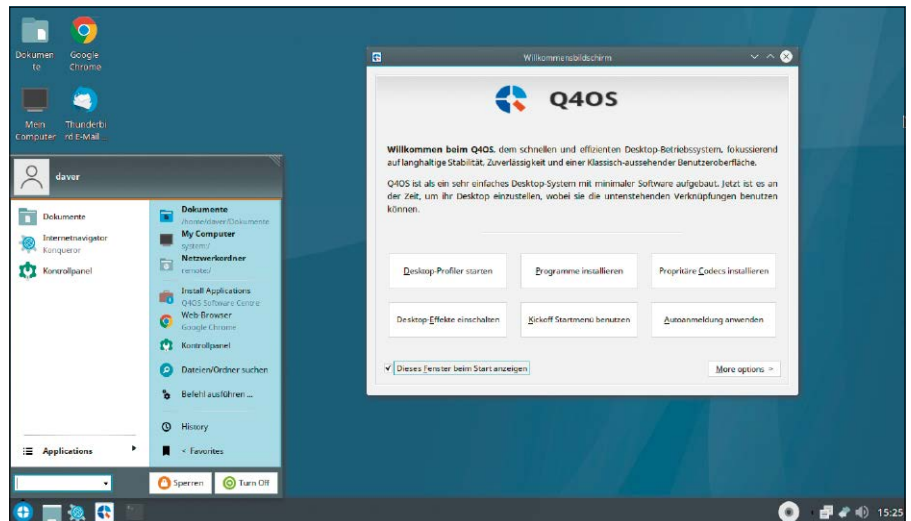 Dokumen
te
Google
Chrome
Mein
Computer
Thunderbi
rd E-Mail ...
daver
Dokumente
Internetnavigator
Konqueror
Kontrollpanel
Applications
Dokumente
/home/daver/Dokumente
My Computer
system:/
Netzwerkordner
remote:/
Install Applications
Q4OS Software Centre
Web Browser
Google Chrome
Kontrollpanel
Dateien/Ordner suchen
Befehl ausführen ...
History
< Favorites
Sperren
Turn Off
Willkommensbildschirm
Q4OS
Willkommen beim Q4OS, dem schnellen und effizienten Desktop-Betriebssystem, fokussierend
auf langhaltige Stabilität, Zuverlässigkeit und einer Klassisch-aussehender Benutzeroberfläche.
Q4OS ist als ein sehr einfaches Desktop-System mit minimaler Software aufgebaut. Jetzt ist es an
der Zeit, um ihr Desktop einzustellen, wobei sie die untenstehenden Verknüpfungen benutzen
können.
Desktop-Profiler starten
Programme installieren
Propritäre Codecs installieren
Desktop-Effekte einschalten
Kickoff Startmenü benutzen
Autoanmeldung anwenden
Dieses Fenster beim Start anzeigen
More options >
15:25